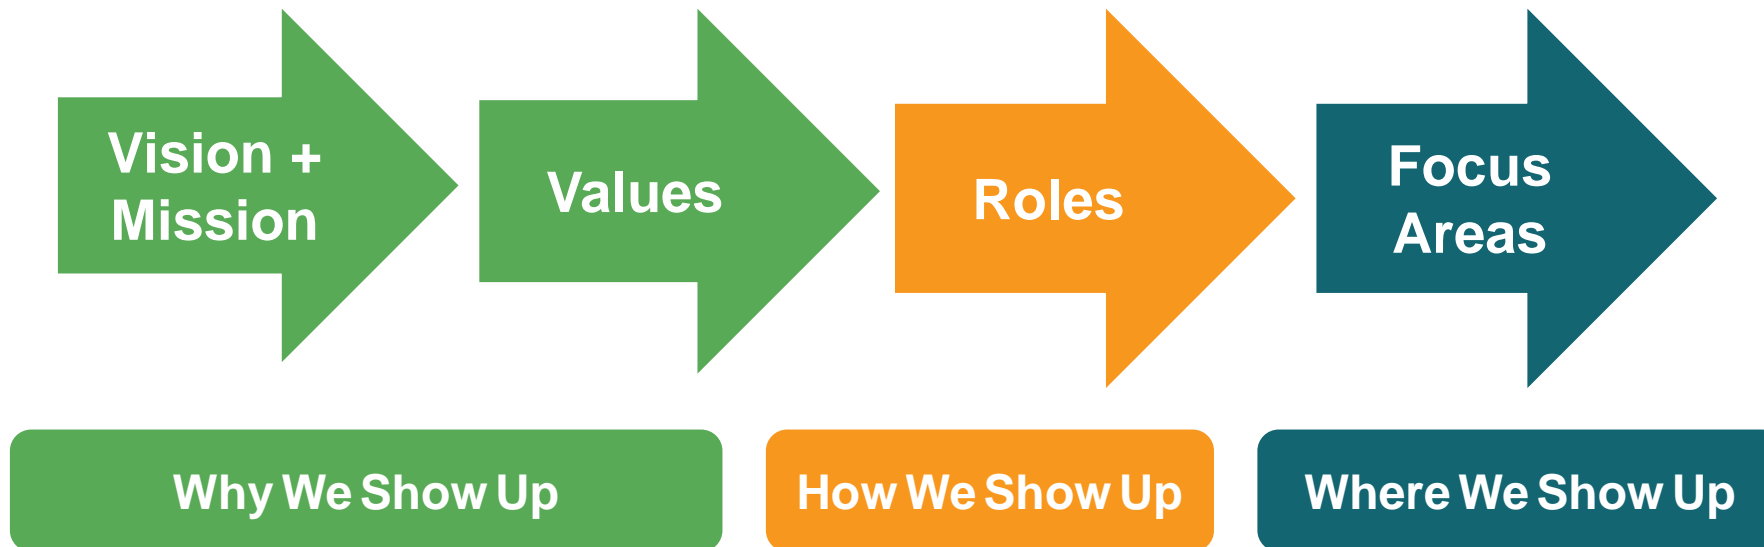 Vision +
Mission
Values
Roles
Focus
Areas
Why We Show Up
How We Show Up
Where We Show Up